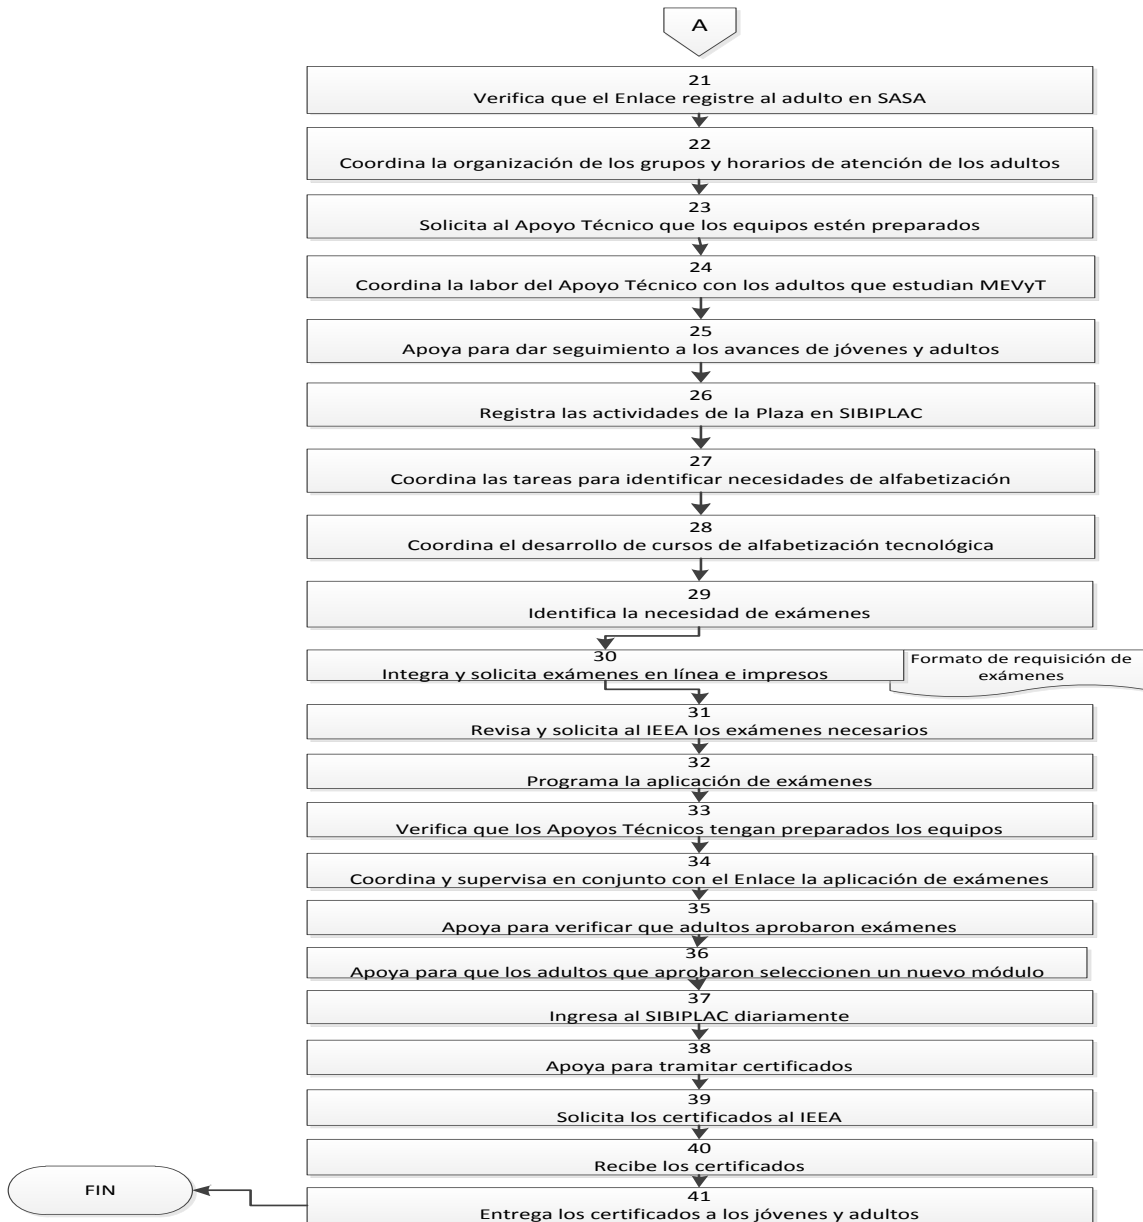 A
21
Verifica que el Enlace registre al adulto en SASA
22
Coordina la organización de los grupos y horarios de atención de los adultos
23
Solicita al Apoyo Técnico que los equipos estén preparados
24
Coordina la labor del Apoyo Técnico con los adultos que estudian MEVyT
25
Apoya para dar seguimiento a los avances de jóvenes y adultos
26
Registra las actividades de la Plaza en SIBIPLAC
27
Coordina las tareas para identificar necesidades de alfabetización
28
Coordina el desarrollo de cursos de alfabetización tecnológica
29
Identifica la necesidad de exámenes
30
Integra y solicita exámenes en línea e impresos
Formato de requisición de
exámenes
31
Revisa y solicita al IEEA los exámenes necesarios
32
Programa la aplicación de exámenes
33
Verifica que los Apoyos Técnicos tengan preparados los equipos
34
Coordina y supervisa en conjunto con el Enlace la aplicación de exámenes
35
Apoya para verificar que adultos aprobaron exámenes
36
Apoya para que los adultos que aprobaron seleccionen un nuevo módulo
37
Ingresa al SIBIPLAC diariamente
38
Apoya para tramitar certificados
39
Solicita los certificados al IEEA
40
Recibe los certificados
41
Entrega los certificados a los jóvenes y adultos
FIN